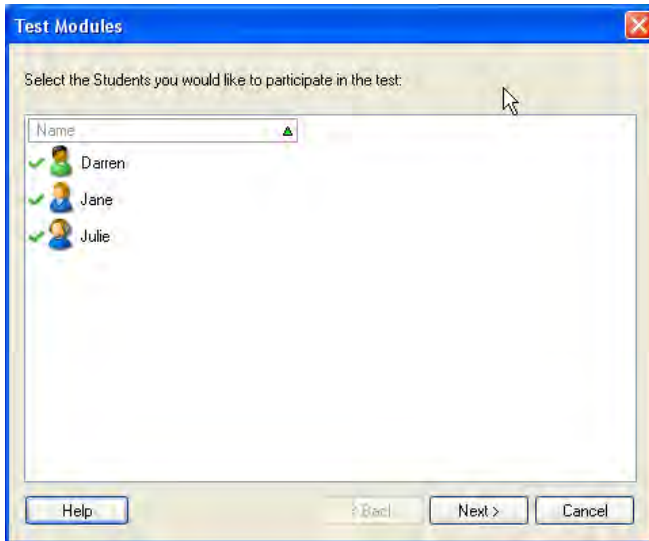 Test Modules
Select the Students you would like to participate in the test:
Name
Darren
Jane
Julie
Help
< Back
Next >
Cancel